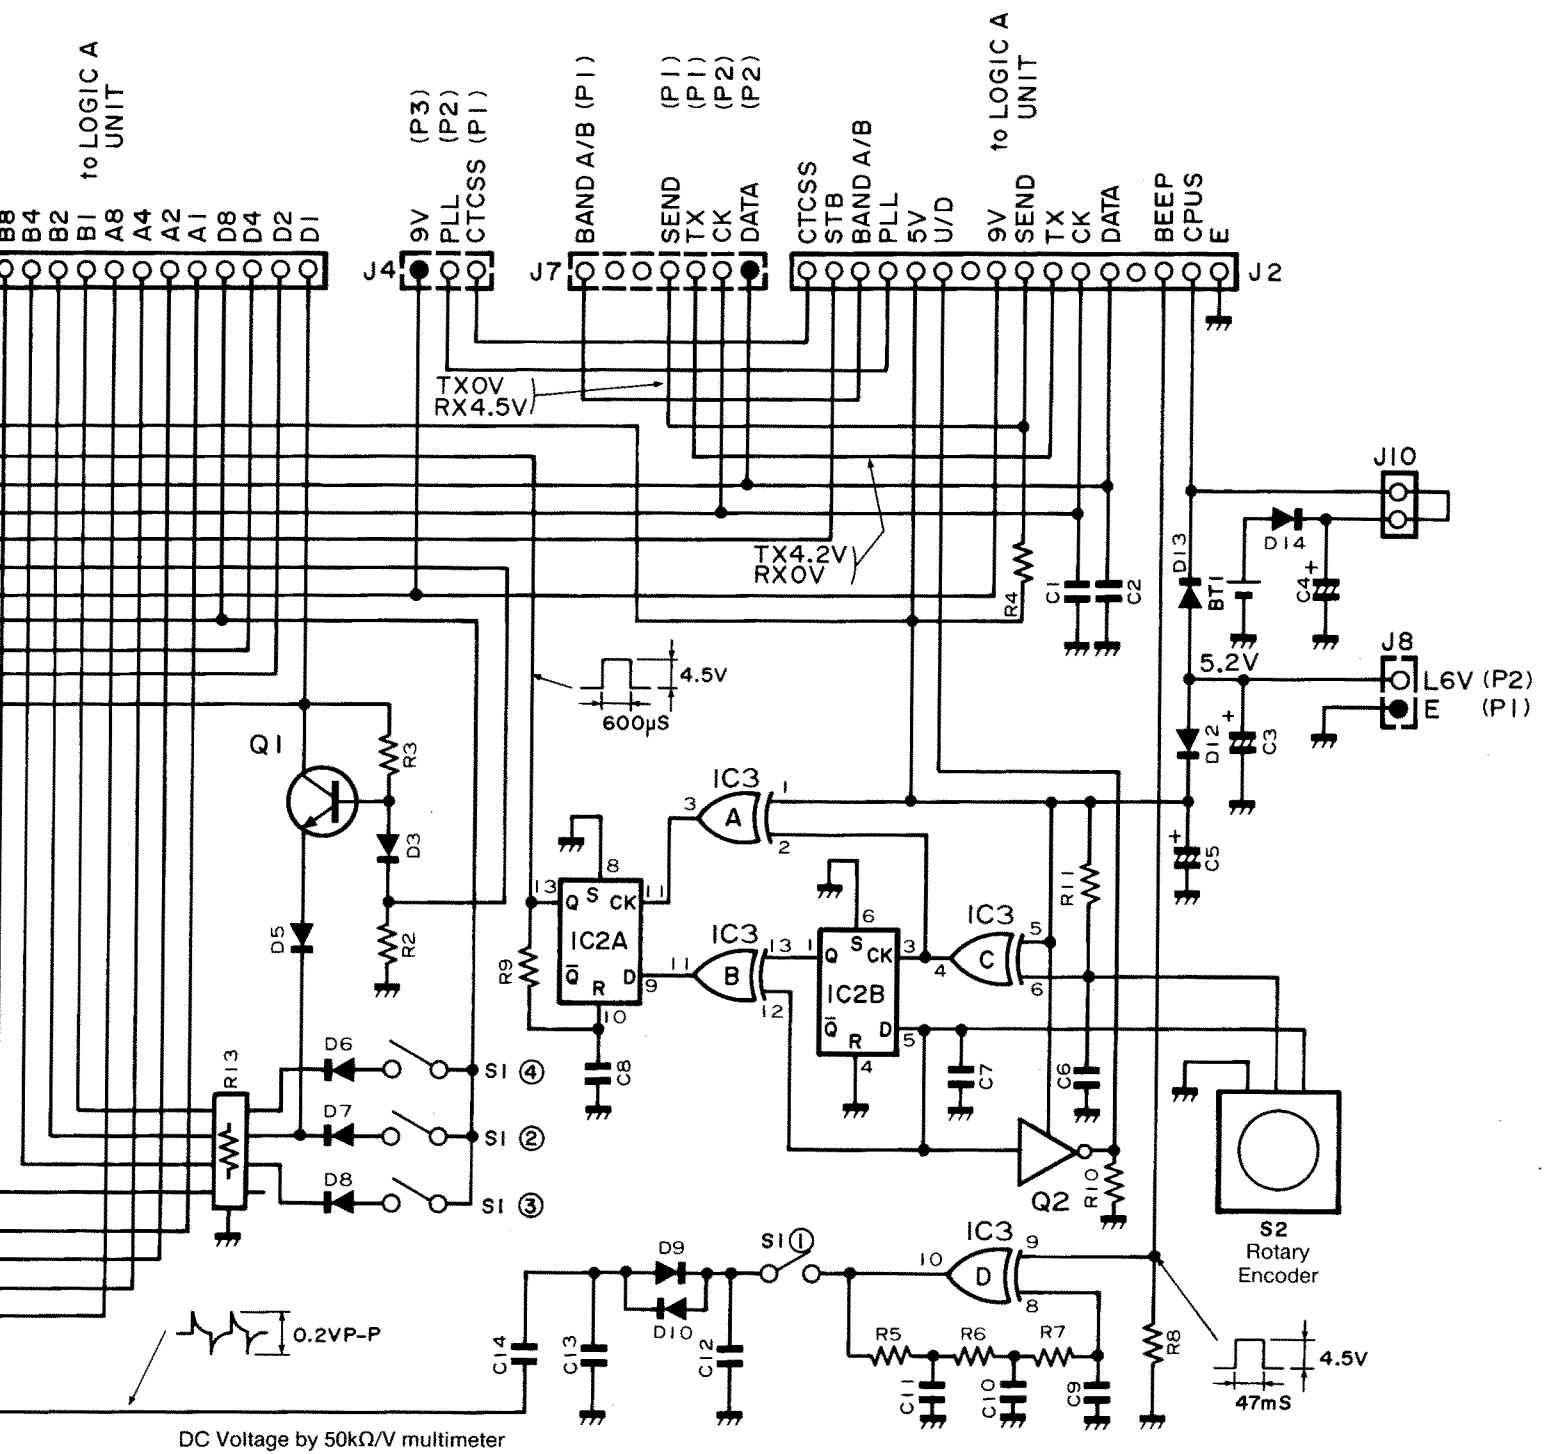 to LOGIC A
UNIT
B8
B4
B2
B1
A8
A4
A2
A1
D8
D4
D2
D1
J4
9V (P3)
PLL (P2)
CTCSS (P1)
J7
BAND A/B (P1)
SEND (P1)
TX (P1)
CK (P2)
DATA (P2)
to LOGIC A
UNIT
CTCSS
STB
BAND A/B
PLL
5V
U/D
9V
SEND
TX
CK
DATA
BEEP
CPUS
E
J2
TX0V
RX4.5V
TX4.2V
RX0V
J10
D14
D13
BT1
C4 +
R4
C1
C2
J8
5.2V
L6V (P2)
E (P1)
+
C3
D12
4.5V
600μS
Q1
R3
D3
R2
D5
IC3
A
1
2
3
+
C5
R11
8
13
11
S
Q
CK
IC2A
Q̅
D
R
9
10
R9
C8
IC3
B
11
13
12
6
1
3
S
Q
CK
IC2B
Q̅
D
R
5
4
IC3
C
4
5
6
C7
C6
R13
D6
S1 ④
D7
S1 ②
D8
S1 ③
Q2
R10
S2
Rotary
Encoder
D9
D10
S1 ①
IC3
D
10
9
8
0.2VP-P
C14
C13
C12
R5
R6
R7
C11
C10
C9
R8
4.5V
47mS
DC Voltage by 50kΩ/V multimeter